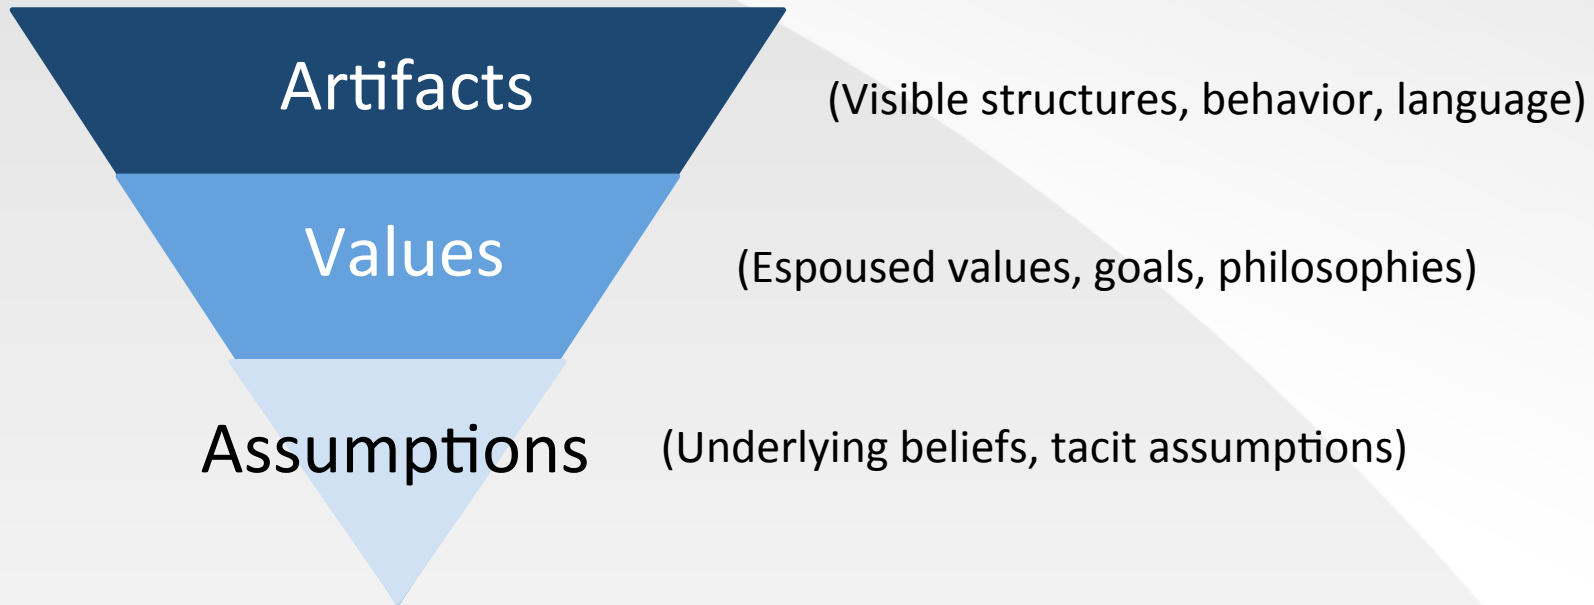 Artifacts
(Visible structures, behavior, language)
Values
(Espoused values, goals, philosophies)
Assumptions
(Underlying beliefs, tacit assumptions)